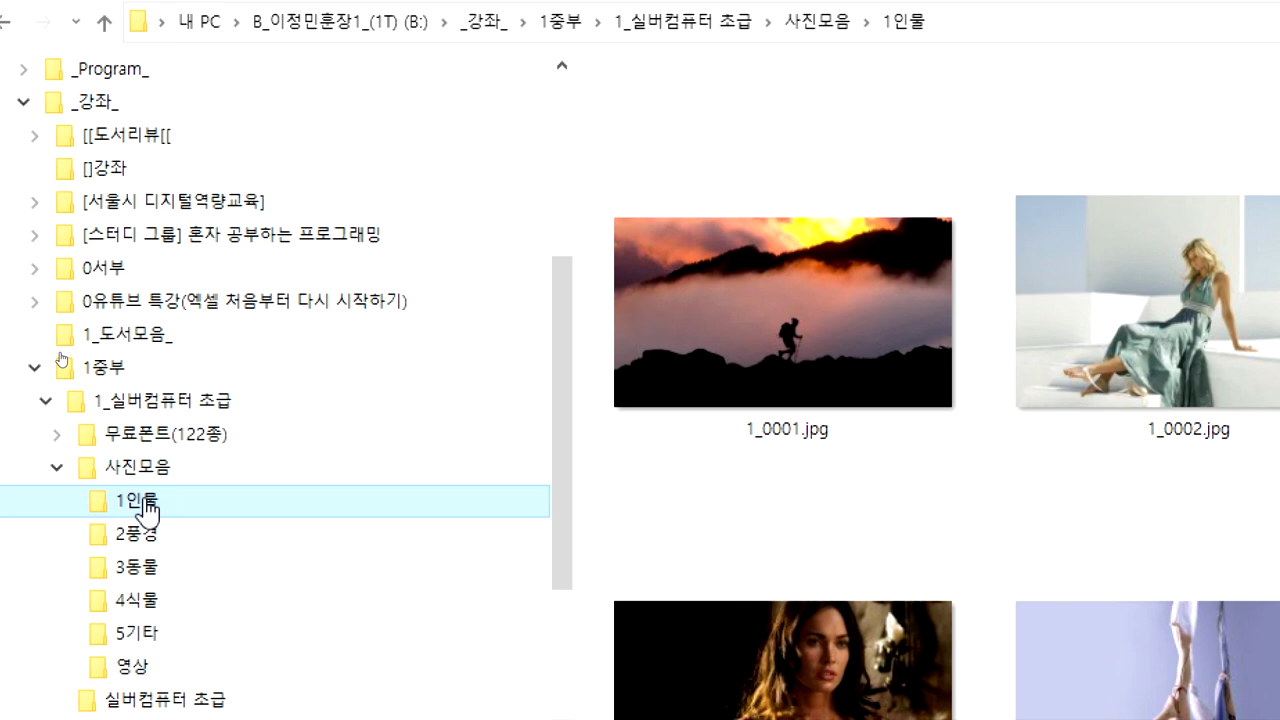 내 PC > B_이정민훈장1_(1T) (B:) > _강좌_ > 1중부 > 1_실버컴퓨터 초급 > 사진모음 > 1인물
_Program_
_강좌_
[[도서리뷰[[
[]강좌
[서울시 디지털역량교육]
[스터디 그룹] 혼자 공부하는 프로그래밍
0서부
0유튜브 특강(엑셀 처음부터 다시 시작하기)
1_도서모음_
1중부
1_실버컴퓨터 초급
무료폰트(122종)
사진모음
1인물
2풍경
3동물
4식물
5기타
영상
실버컴퓨터 초급
1_0001.jpg
1_0002.jpg